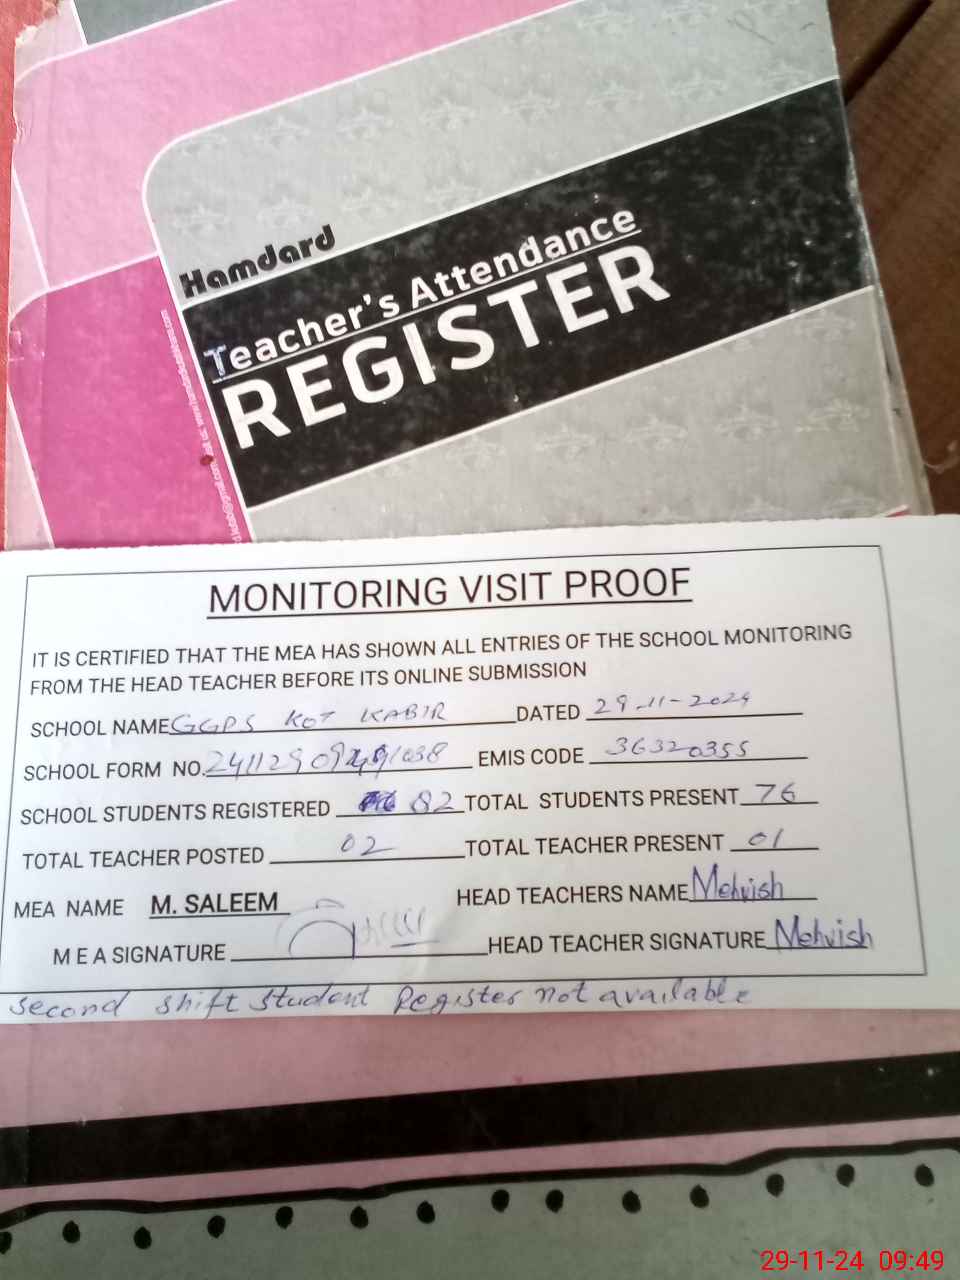 Hamdard
Teacher's Attendance
REGISTER
MONITORING VISIT PROOF
IT IS CERTIFIED THAT THE MEA HAS SHOWN ALL ENTRIES OF THE SCHOOL MONITORING
FROM THE HEAD TEACHER BEFORE ITS ONLINE SUBMISSION
SCHOOL NAME GGPS KOT KABIR DATED 29-11-2024
SCHOOL FORM NO. EMIS CODE 36320355
SCHOOL STUDENTS REGISTERED 82 TOTAL STUDENTS PRESENT 76
TOTAL TEACHER POSTED 02 TOTAL TEACHER PRESENT 01
MEA NAME M. SALEEM HEAD TEACHERS NAME Mehvish
M E A SIGNATURE HEAD TEACHER SIGNATURE Mehvish
second shift student Register not available
29-11-24 09:49